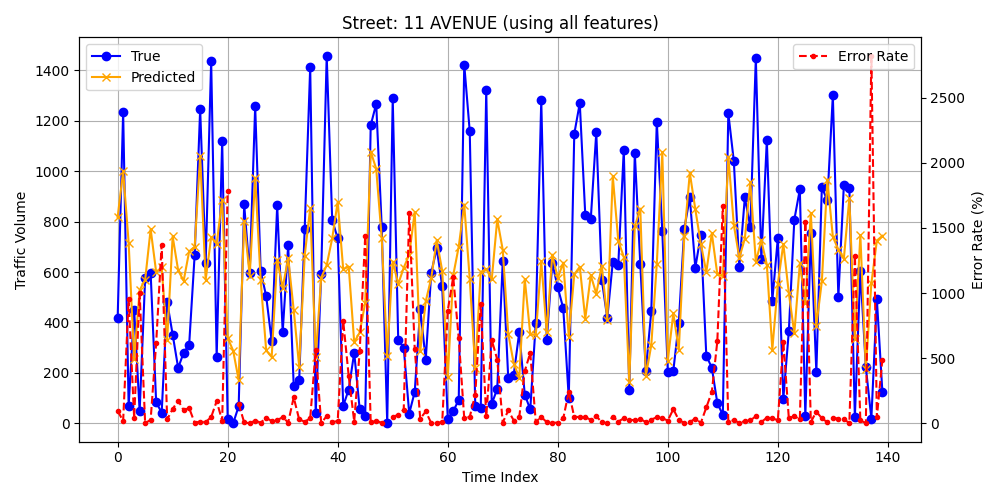 Street: 11 AVENUE (using all features)
True
Predicted
Error Rate
Traffic Volume
1400
1200
1000
800
600
400
200
0
2500
2000
1500
1000
500
0
Error Rate (%)
0 20 40 60 80 100 120 140
Time Index